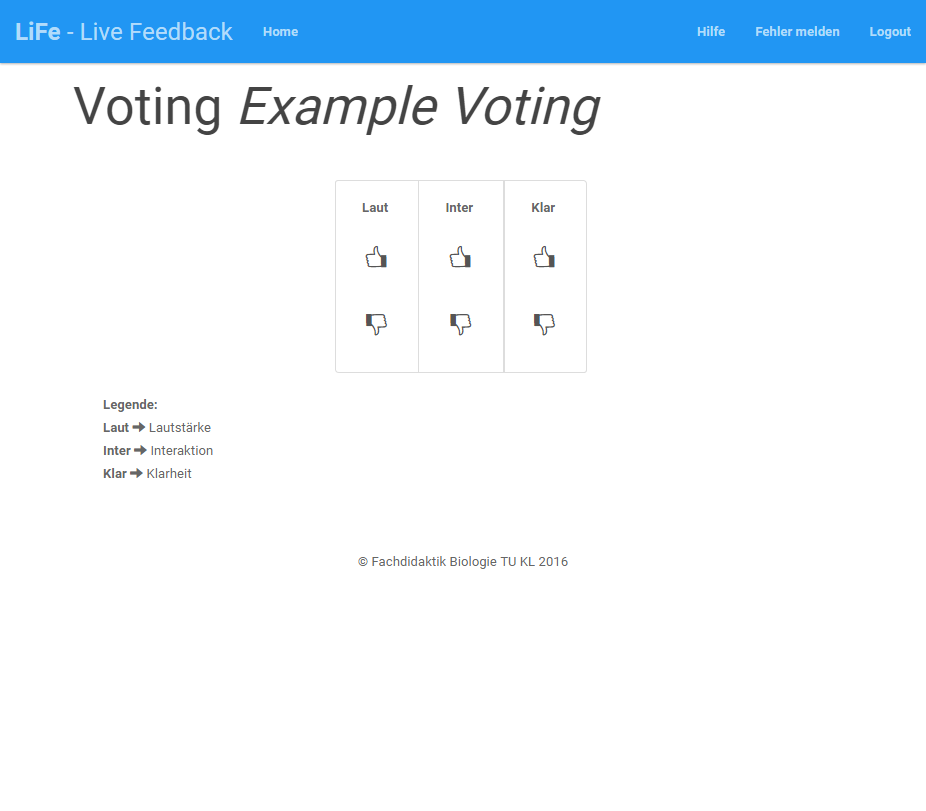 LiFe - Live Feedback Home Hilfe Fehler melden Logout
Voting Example Voting
Laut Inter Klar
Legende:
Laut ➡ Lautstärke
Inter ➡ Interaktion
Klar ➡ Klarheit
© Fachdidaktik Biologie TU KL 2016